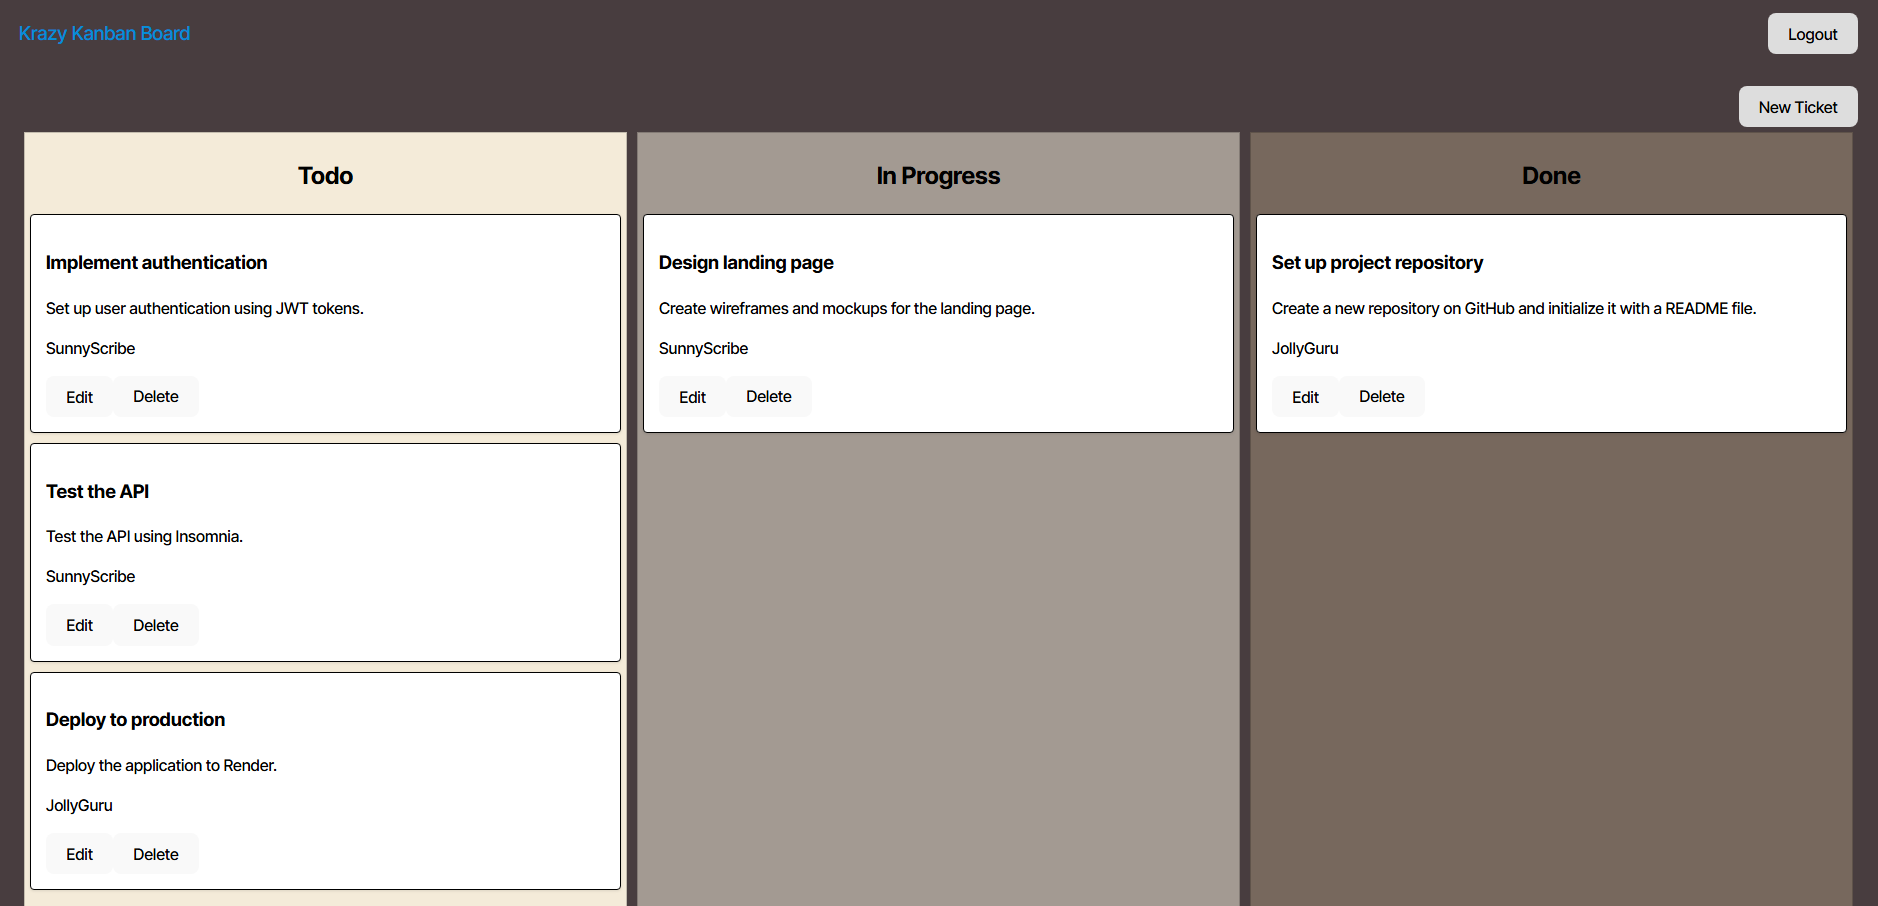 Krazy Kanban Board
Logout
New Ticket
Todo
Implement authentication
Set up user authentication using JWT tokens.
SunnyScribe
Edit Delete
Test the API
Test the API using Insomnia.
SunnyScribe
Edit Delete
Deploy to production
Deploy the application to Render.
JollyGuru
Edit Delete
In Progress
Design landing page
Create wireframes and mockups for the landing page.
SunnyScribe
Edit Delete
Done
Set up project repository
Create a new repository on GitHub and initialize it with a README file.
JollyGuru
Edit Delete